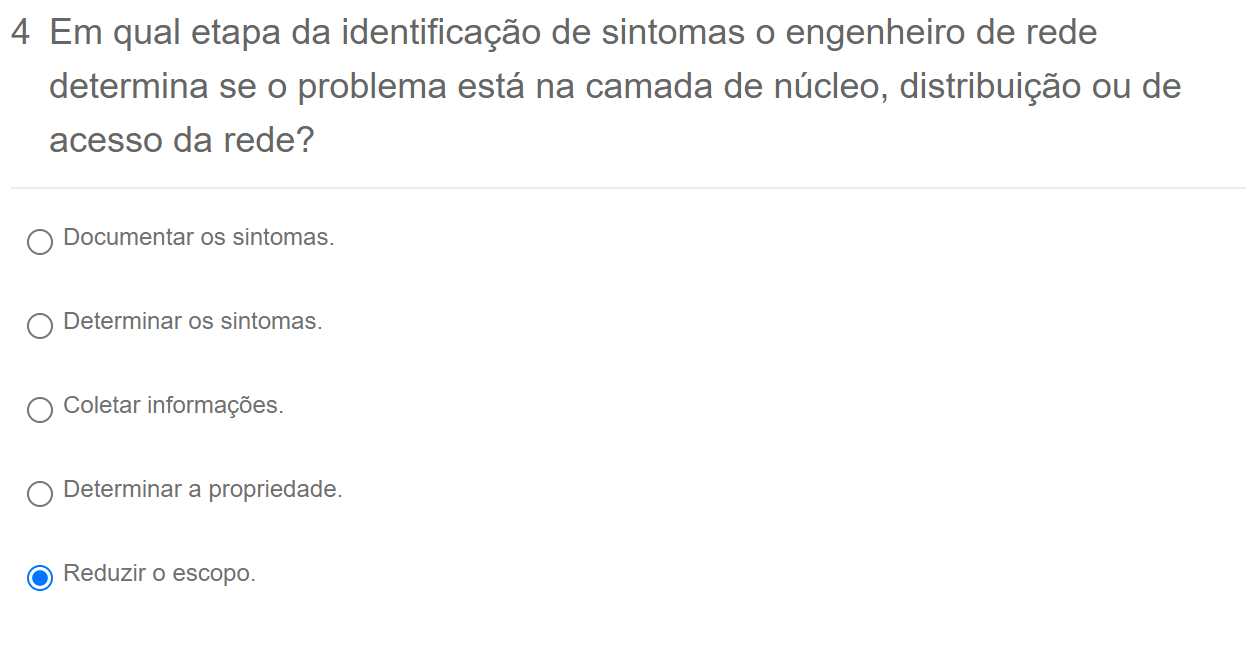 4 Em qual etapa da identificação de sintomas o engenheiro de rede
determina se o problema está na camada de núcleo, distribuição ou de
acesso da rede?
Documentar os sintomas.
Determinar os sintomas.
Coletar informações.
Determinar a propriedade.
Reduzir o escopo.